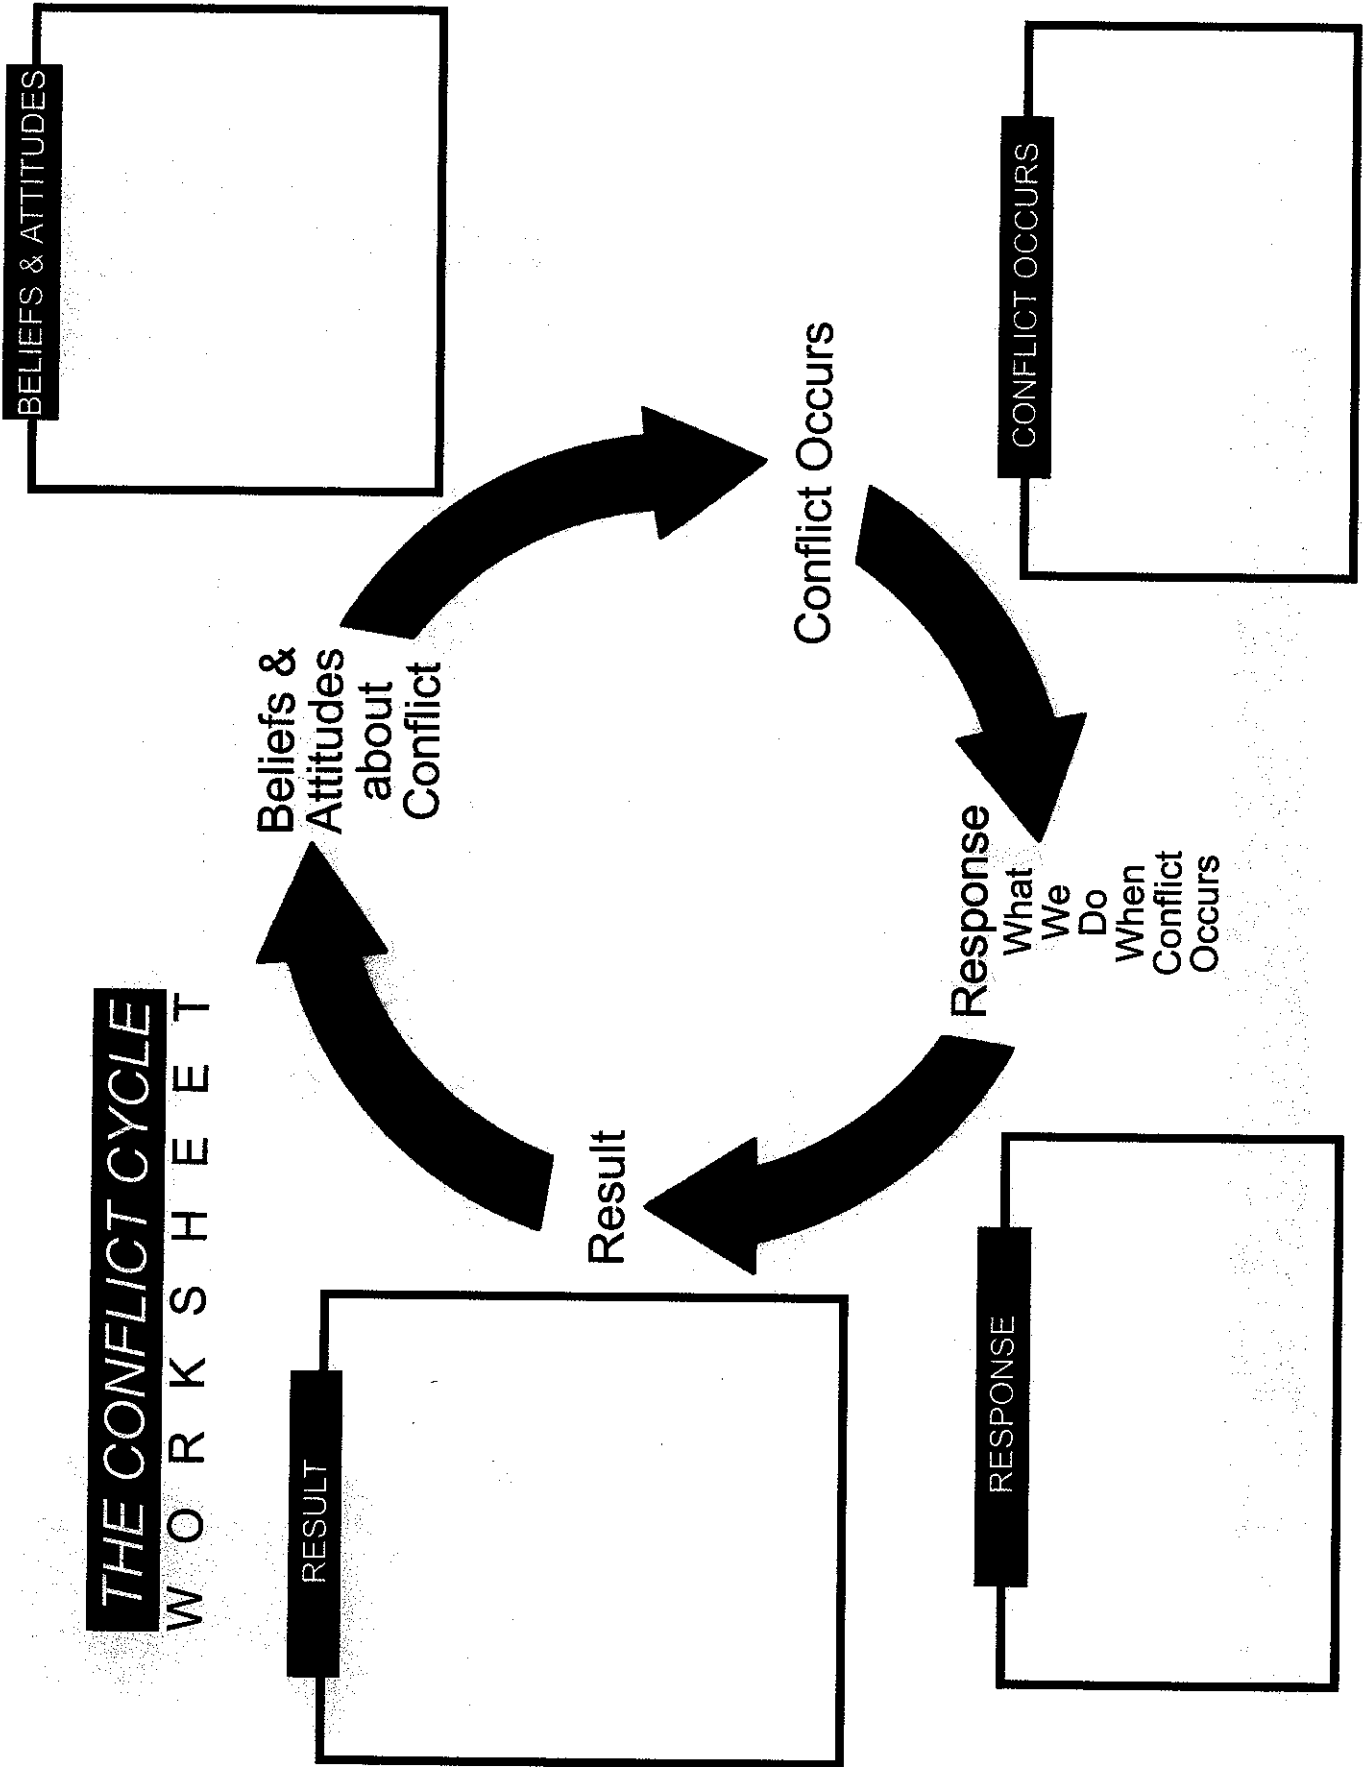 THE CONFLICT CYCLE
WORKSHEET
BELIEFS & ATTITUDES
Beliefs &
Attitudes
about
Conflict
RESULT
Result
Conflict Occurs
Response
What
We
Do
When
Conflict
Occurs
RESPONSE
CONFLICT OCCURS